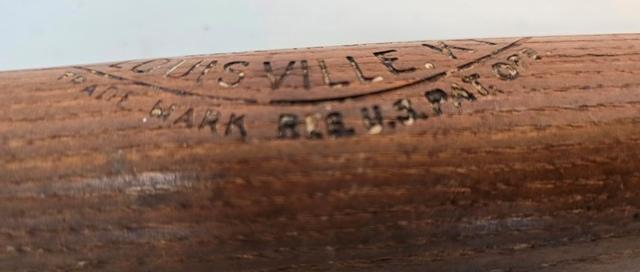 LOUISVILLE KY
TRADE MARK REG. U.S. PAT. OFF